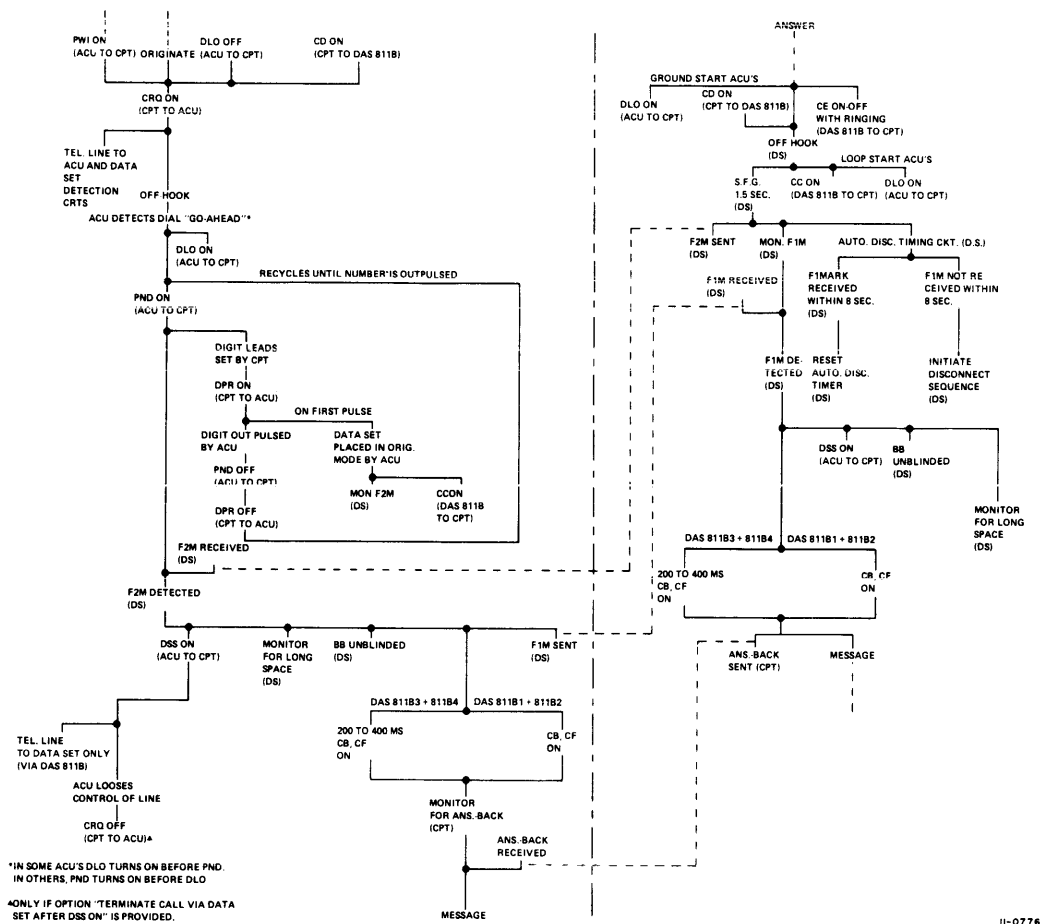 PWI ON
(ACU TO CPT)
ORIGINATE
DLO OFF
(ACU TO CPT)
CD ON
(CPT TO DAS 811B)
CRQ ON
(CPT TO ACU)
TEL. LINE TO
ACU AND DATA
SET
DETECTION
CRTS
OFF HOOK
ACU DETECTS DIAL "GO-AHEAD"*
DLO ON
(ACU TO CPT)
RECYCLES UNTIL NUMBER IS OUTPULSED
PND ON
(ACU TO CPT)
DIGIT LEADS
SET BY CPT
DPR ON
(CPT TO ACU)
ON FIRST PULSE
DIGIT OUT PULSED
BY ACU
DATA SET
PLACED IN ORIG.
MODE BY ACU
PND OFF
(ACU TO CPT)
MON F2M
(DS)
CCON
(DAS 811B
TO CPT)
DPR OFF
(CPT TO ACU)
F2M RECEIVED
(DS)
F2M DETECTED
(DS)
DSS ON
(ACU TO CPT)
MONITOR
FOR LONG
SPACE
(DS)
BB UNBLINDED
(DS)
F1M SENT
(DS)
DAS 811B3 + 811B4
DAS 811B1 + 811B2
200 TO 400 MS
CB, CF
ON
CB, CF
ON
TEL. LINE
TO DATA SET ONLY
(VIA DAS 811B)
ACU LOOSES
CONTROL OF LINE
CRQ OFF
(CPT TO ACU)▲
MONITOR
FOR ANS.-BACK
(CPT)
ANS.-BACK
RECEIVED
MESSAGE
*IN SOME ACU'S DLO TURNS ON BEFORE PND.
IN OTHERS, PND TURNS ON BEFORE DLO
▲ONLY IF OPTION "TERMINATE CALL VIA DATA
SET AFTER DSS ON" IS PROVIDED.
ANSWER
GROUND START ACU'S
DLO ON
(ACU TO CPT)
CD ON
(CPT TO DAS 811B)
CE ON-OFF
WITH RINGING
(DAS 811B TO CPT)
OFF HOOK
(DS)
LOOP START ACU'S
S.F.G.
1.5 SEC.
(DS)
CC ON
(DAS 811B TO CPT)
DLO ON
(ACU TO CPT)
F2M SENT
(DS)
MON. F1M
(DS)
AUTO. DISC. TIMING CKT. (D.S.)
F1M RECEIVED
(DS)
F1MARK
RECEIVED
WITHIN 8 SEC.
(DS)
F1M NOT RE
CEIVED WITHIN
8 SEC.
F1M DE-
TECTED
(DS)
RESET
AUTO. DISC.
TIMER
(DS)
INITIATE
DISCONNECT
SEQUENCE
(DS)
DSS ON
(ACU TO CPT)
BB
UNBLINDED
(DS)
MONITOR
FOR LONG
SPACE
(DS)
DAS 811B3 + 811B4
DAS 811B1 + 811B2
200 TO 400 MS
CB, CF
ON
CB, CF
ON
ANS.-BACK
SENT (CPT)
MESSAGE
11-0776